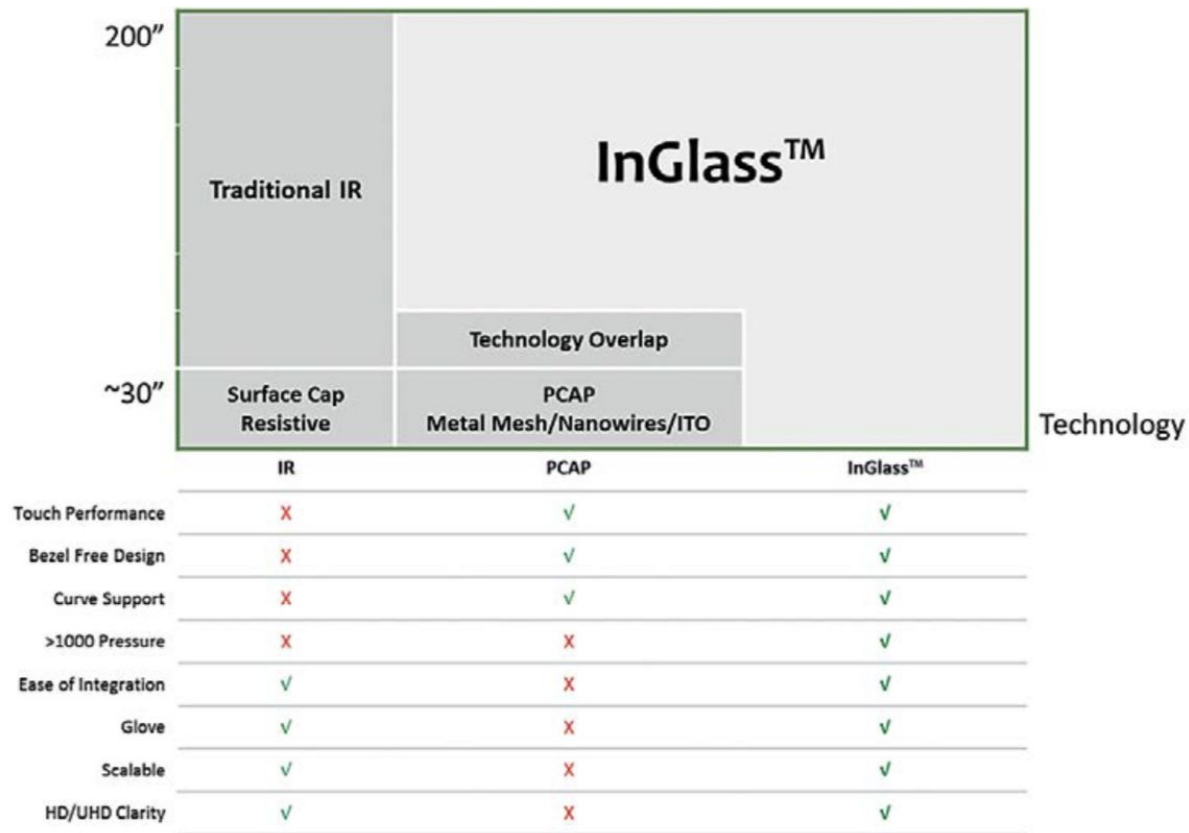 200”
InGlass™
Traditional IR
Technology Overlap
~30”
Surface Cap
Resistive
PCAP
Metal Mesh/Nanowires/ITO
Technology
IR PCAP InGlass™
Touch Performance X √ √
Bezel Free Design X √ √
Curve Support X √ √
>1000 Pressure X X √
Ease of Integration √ X √
Glove √ X √
Scalable √ X √
HD/UHD Clarity √ X √